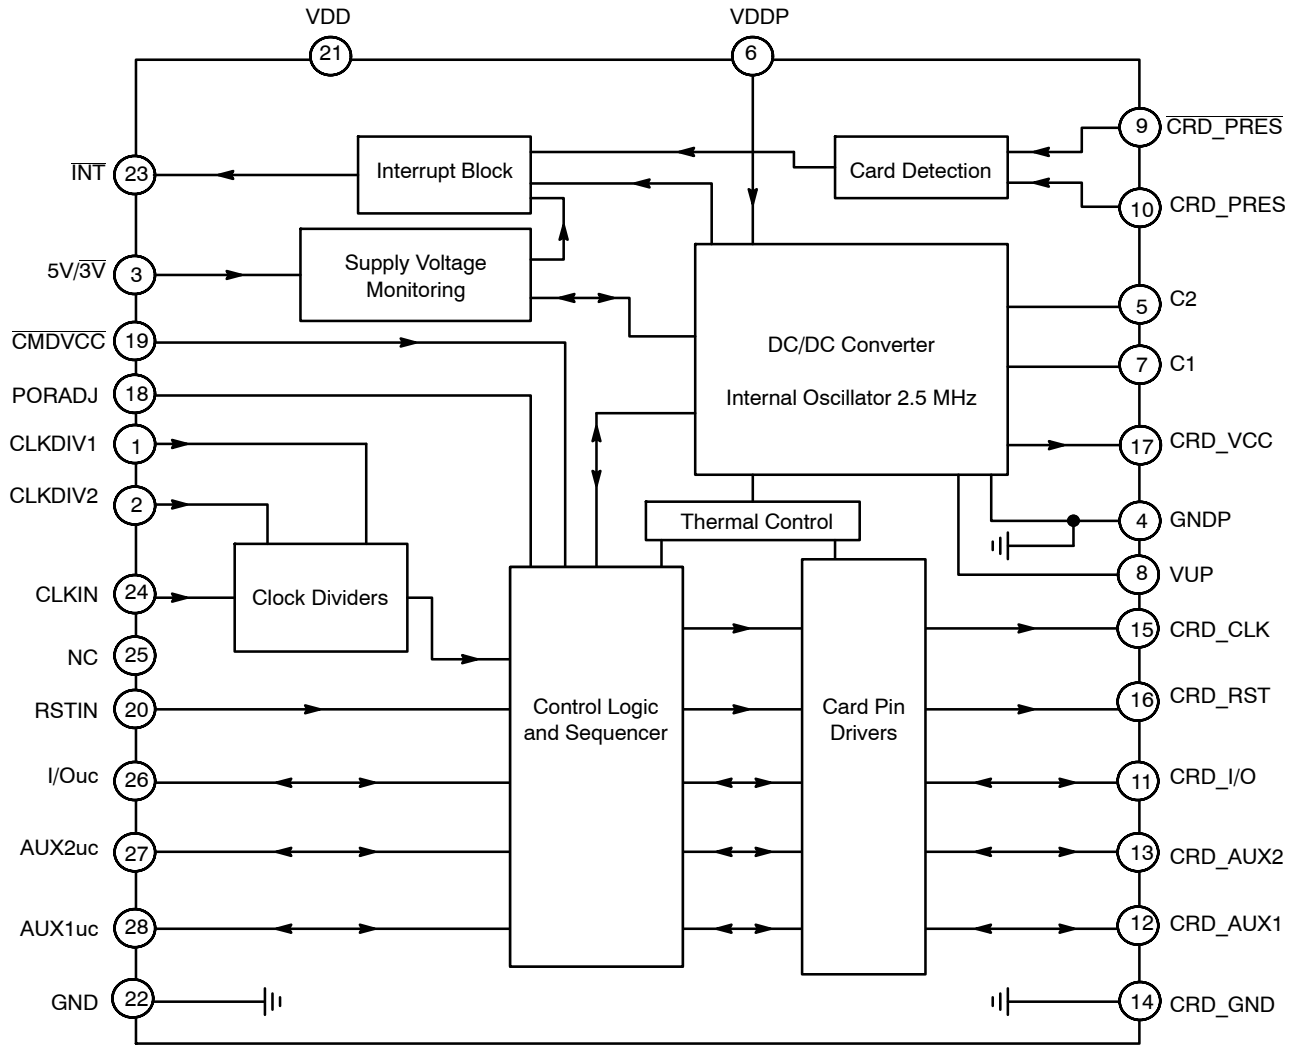 VDD
VDDP
21
6
9
CRD_PRES
INT
23
Interrupt Block
Card Detection
10
CRD_PRES
5V/3V
3
Supply Voltage
Monitoring
5
C2
CMDVCC
19
DC/DC Converter
Internal Oscillator 2.5 MHz
7
C1
PORADJ
18
CLKDIV1
1
17
CRD_VCC
CLKDIV2
2
Thermal Control
4
GNDP
8
VUP
CLKIN
24
Clock Dividers
15
CRD_CLK
NC
25
RSTIN
20
Control Logic
and Sequencer
Card Pin
Drivers
16
CRD_RST
I/Ouc
26
11
CRD_I/O
AUX2uc
27
13
CRD_AUX2
AUX1uc
28
12
CRD_AUX1
GND
22
14
CRD_GND